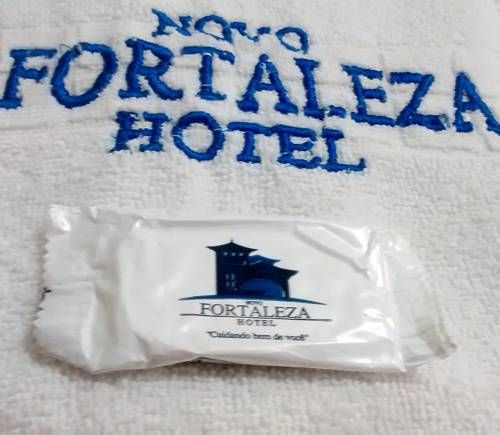 NOVO
FORTALEZA
HOTEL
NOVO
FORTALEZA
HOTEL
"Cuidando bem de você"